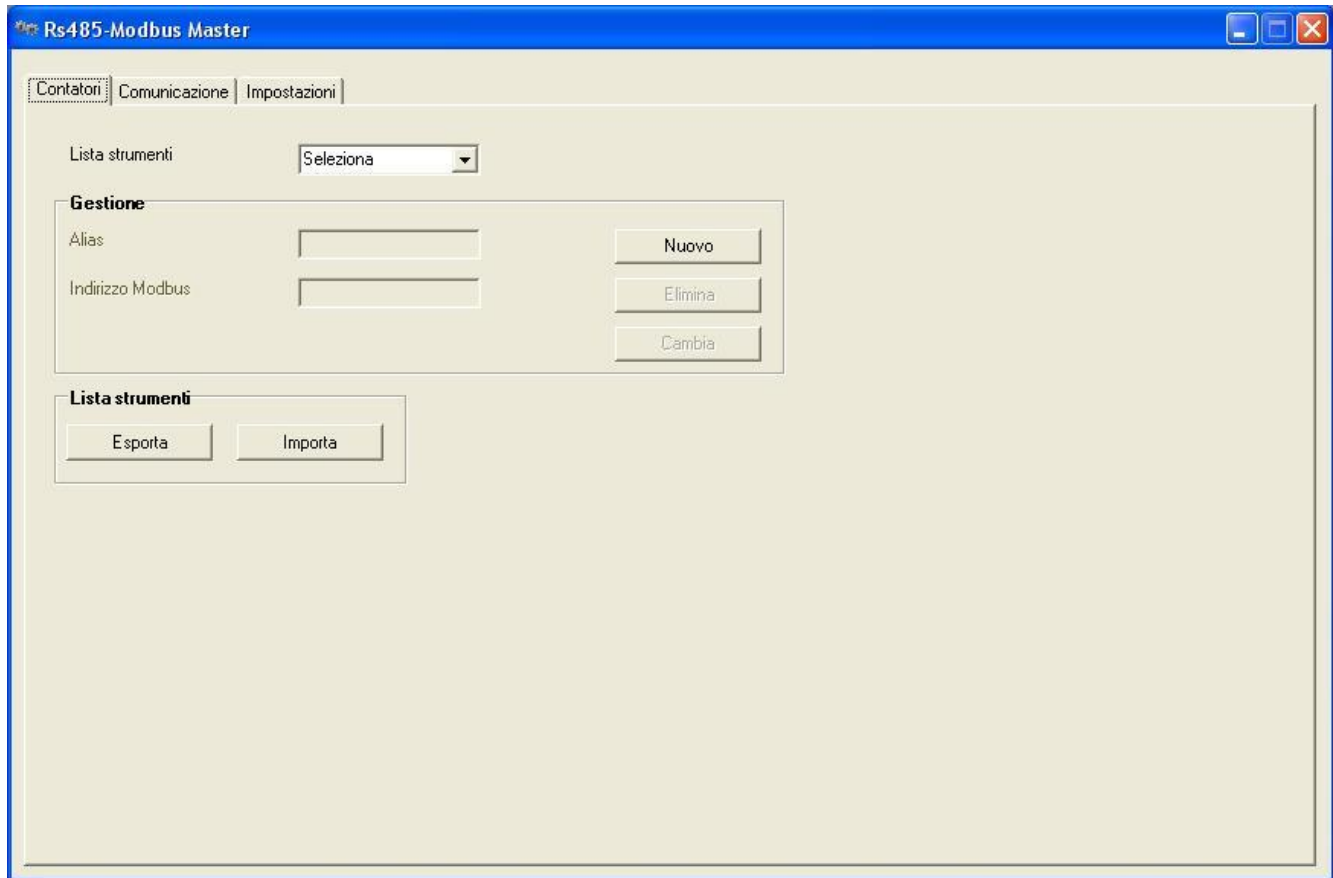 Rs485-Modbus Master
Contatori Comunicazione Impostazioni
Lista strumenti Seleziona
Gestione
Alias Nuovo
Indirizzo Modbus Elimina
Cambia
Lista strumenti
Esporta Importa